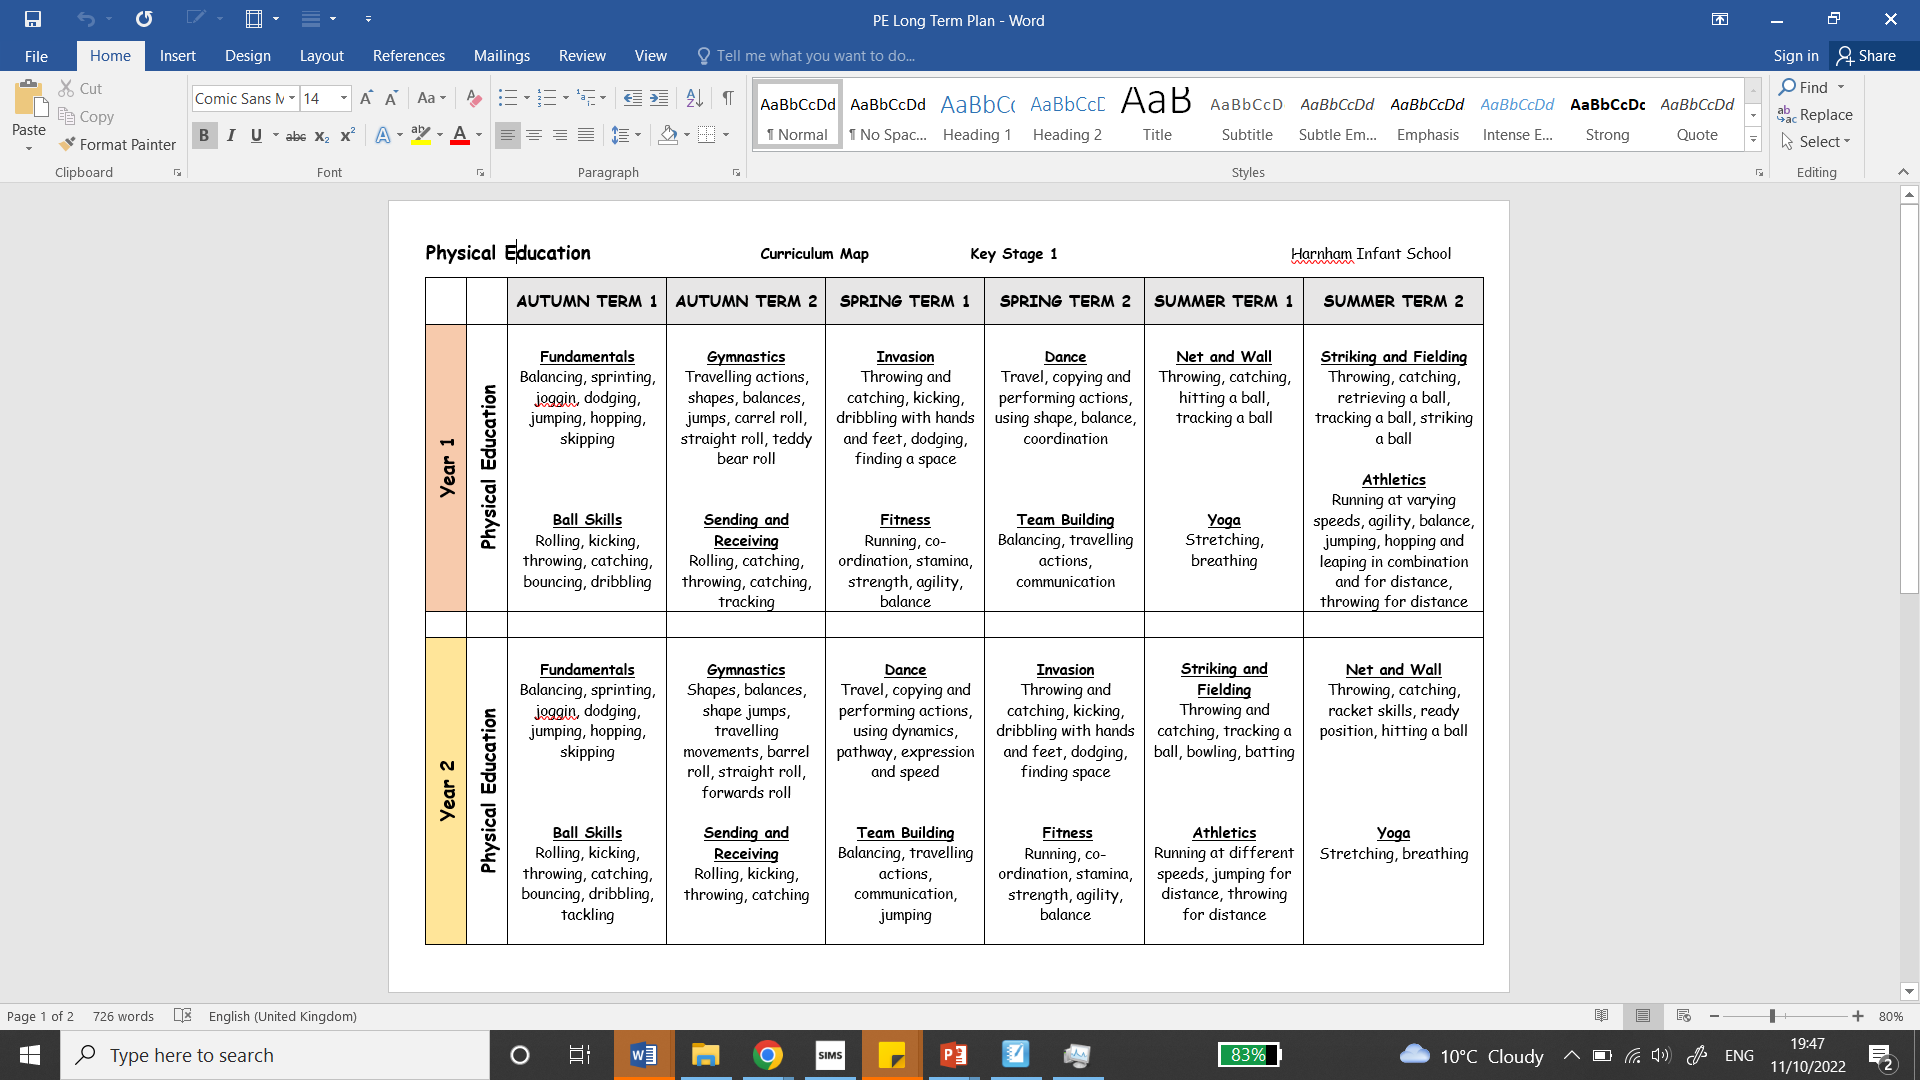 PE Long Term Plan - Word
File
Home
Insert
Design
Layout
References
Mailings
Review
View
Tell me what you want to do...
Sign in
Share
Paste
Cut
Copy
Format Painter
Clipboard
Comic Sans M
14
Font
Paragraph
AaBbCcDd
¶ Normal
AaBbCcDd
¶ No Spac...
AaBbC
Heading 1
AaBbCcC
Heading 2
AaB
Title
AaBbCcD
Subtitle
AaBbCcDd
Subtle Em...
AaBbCcDd
Emphasis
AaBbCcDd
Intense E...
AaBbCcDc
Strong
AaBbCcDd
Quote
Styles
Find
Replace
Select
Editing
Physical Education
Curriculum Map
Key Stage 1
Harnham Infant School
AUTUMN TERM 1
AUTUMN TERM 2
SPRING TERM 1
SPRING TERM 2
SUMMER TERM 1
SUMMER TERM 2
Year 1
Physical Education
Fundamentals
Balancing, sprinting,
joggin, dodging,
jumping, hopping,
skipping
Ball Skills
Rolling, kicking,
throwing, catching,
bouncing, dribbling
Gymnastics
Travelling actions,
shapes, balances,
jumps, carrel roll,
straight roll, teddy
bear roll
Sending and
Receiving
Rolling, catching,
throwing, catching,
tracking
Invasion
Throwing and
catching, kicking,
dribbling with hands
and feet, dodging,
finding a space
Fitness
Running, co-
ordination, stamina,
strength, agility,
balance
Dance
Travel, copying and
performing actions,
using shape, balance,
coordination
Team Building
Balancing, travelling
actions,
communication
Net and Wall
Throwing, catching,
hitting a ball,
tracking a ball
Yoga
Stretching,
breathing
Striking and Fielding
Throwing, catching,
retrieving a ball,
tracking a ball, striking
a ball
Athletics
Running at varying
speeds, agility, balance,
jumping, hopping and
leaping in combination
and for distance,
throwing for distance
Year 2
Physical Education
Fundamentals
Balancing, sprinting,
joggin, dodging,
jumping, hopping,
skipping
Ball Skills
Rolling, kicking,
throwing, catching,
bouncing, dribbling,
tackling
Gymnastics
Shapes, balances,
shape jumps,
travelling
movements, barrel
roll, straight roll,
forwards roll
Sending and
Receiving
Rolling, kicking,
throwing, catching
Dance
Travel, copying and
performing actions,
using dynamics,
pathway, expression
and speed
Team Building
Balancing, travelling
actions,
communication,
jumping
Invasion
Throwing and
catching, kicking,
dribbling with hands
and feet, dodging,
finding space
Fitness
Running, co-
ordination, stamina,
strength, agility,
balance
Striking and
Fielding
Throwing and
catching, tracking a
ball, bowling, batting
Athletics
Running at different
speeds, jumping for
distance, throwing
for distance
Net and Wall
Throwing, catching,
racket skills, ready
position, hitting a ball
Yoga
Stretching, breathing
Page 1 of 2
726 words
English (United Kingdom)
80%
Type here to search
SIMS
83%
10°C Cloudy
ENG
19:47
11/10/2022
2